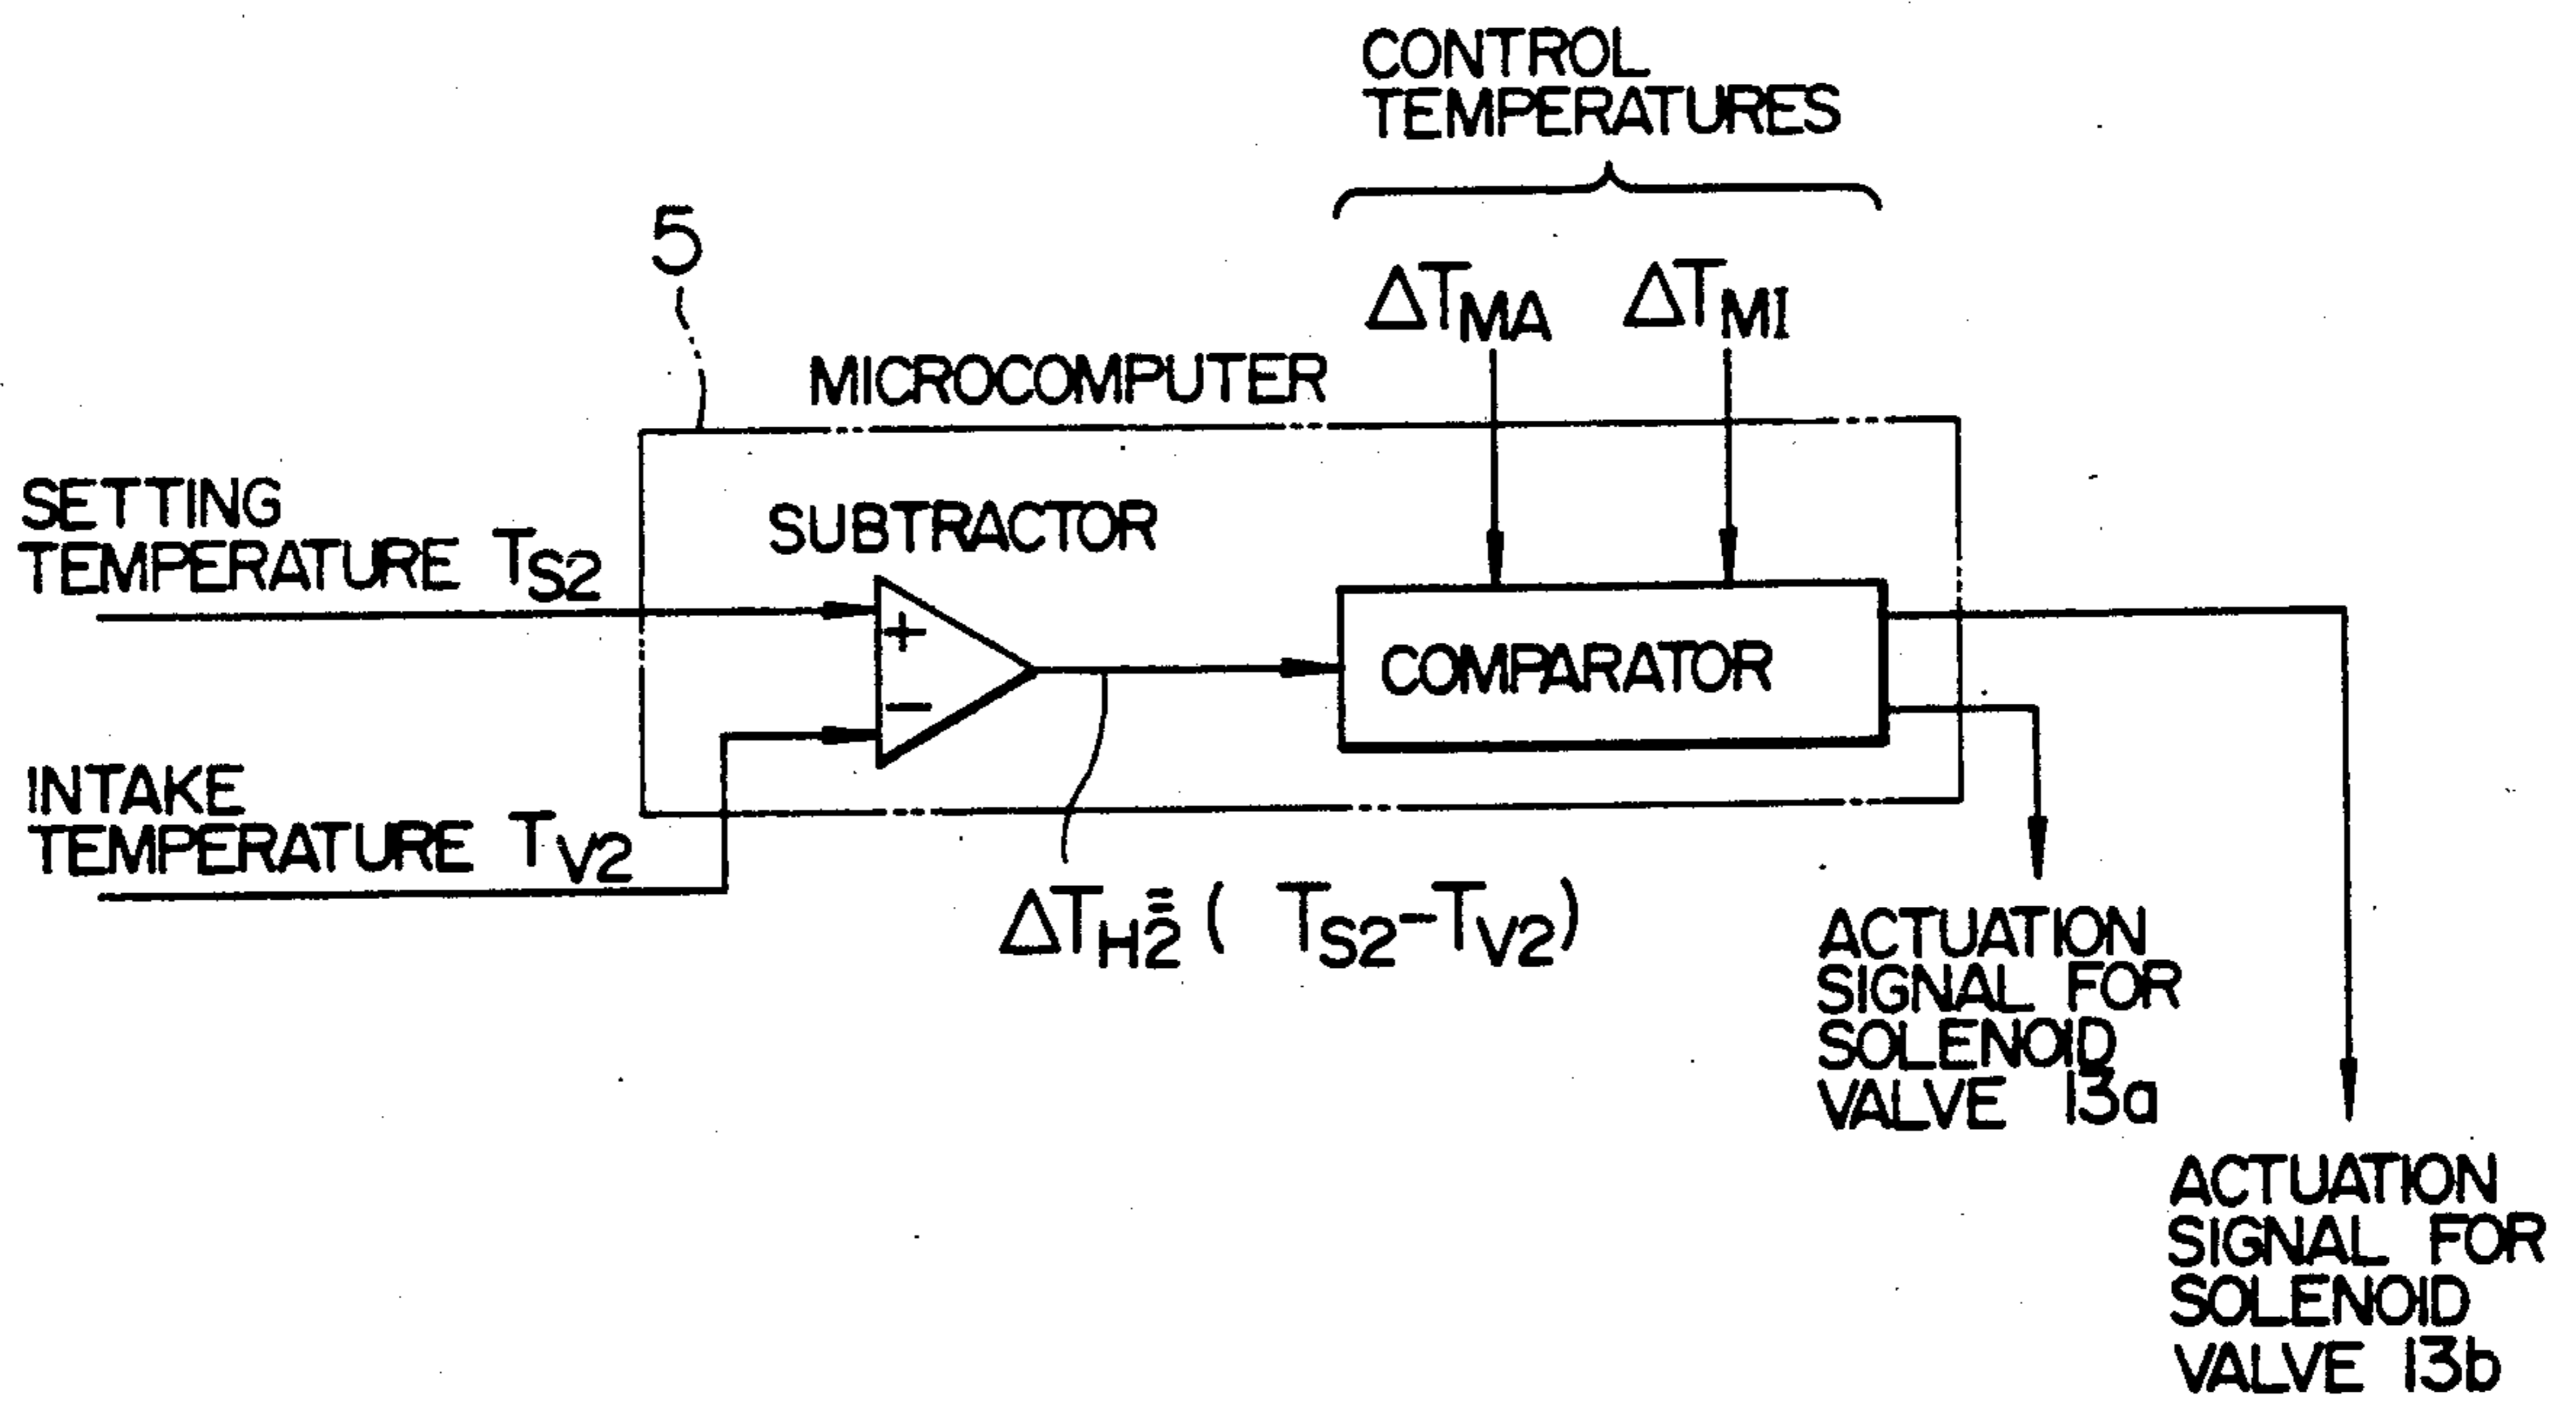 CONTROL
TEMPERATURES
5
ΔTMA ΔTMI
MICROCOMPUTER
SETTING
TEMPERATURE TS2
SUBTRACTOR
+
COMPARATOR
−
INTAKE
TEMPERATURE TV2
ΔTH2= ( TS2-TV2)
ACTUATION
SIGNAL FOR
SOLENOID
VALVE 13a
ACTUATION
SIGNAL FOR
SOLENOID
VALVE 13b